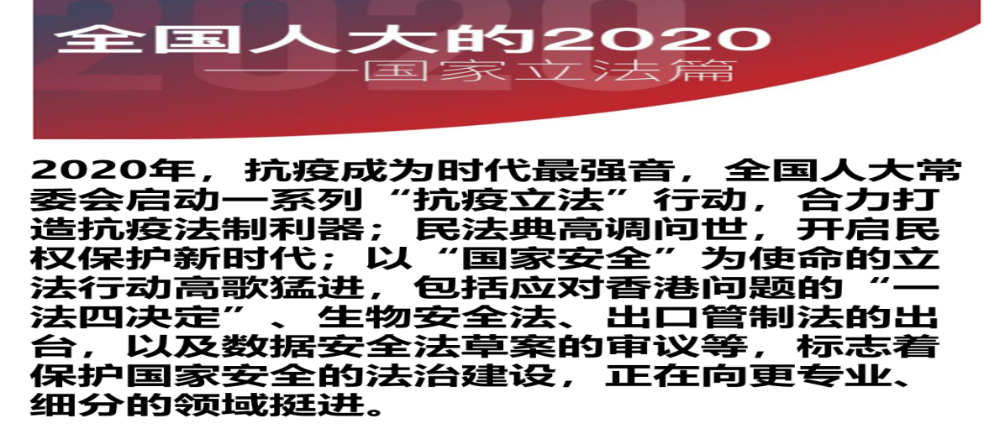 全国人大的2020
——国家立法篇
2020年，抗疫成为时代最强音，全国人大常
委会启动一系列“抗疫立法”行动，合力打
造抗疫法制利器；民法典高调问世，开启民
权保护新时代；以“国家安全”为使命的立
法行动高歌猛进，包括应对香港问题的“一
法四决定”、生物安全法、出口管制法的出
台，以及数据安全法草案的审议等，标志着
保护国家安全的法治建设，正在向更专业、
细分的领域挺进。